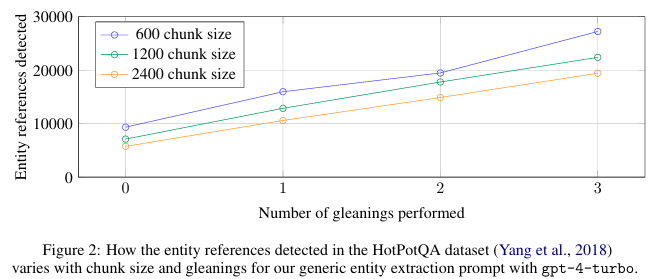 30000
20000
10000
0
Entity references detected
600 chunk size
1200 chunk size
2400 chunk size
0 1 2 3
Number of gleanings performed
Figure 2: How the entity references detected in the HotPotQA dataset (Yang et al., 2018)
varies with chunk size and gleanings for our generic entity extraction prompt with gpt-4-turbo.